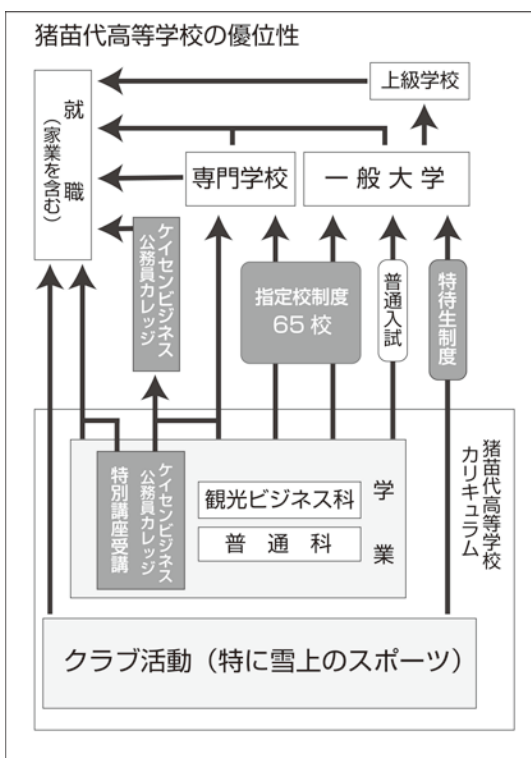 猪苗代高等学校の優位性
上級学校
就職
（家業を含む）
専門学校
一般大学
ケイセンビジネス
公務員カレッジ
指定校制度
65校
普通入試
特待生制度
猪苗代高等学校
カリキュラム
ケイセンビジネス
公務員カレッジ
特別講座受講
観光ビジネス科
普通科
学業
クラブ活動（特に雪上のスポーツ）